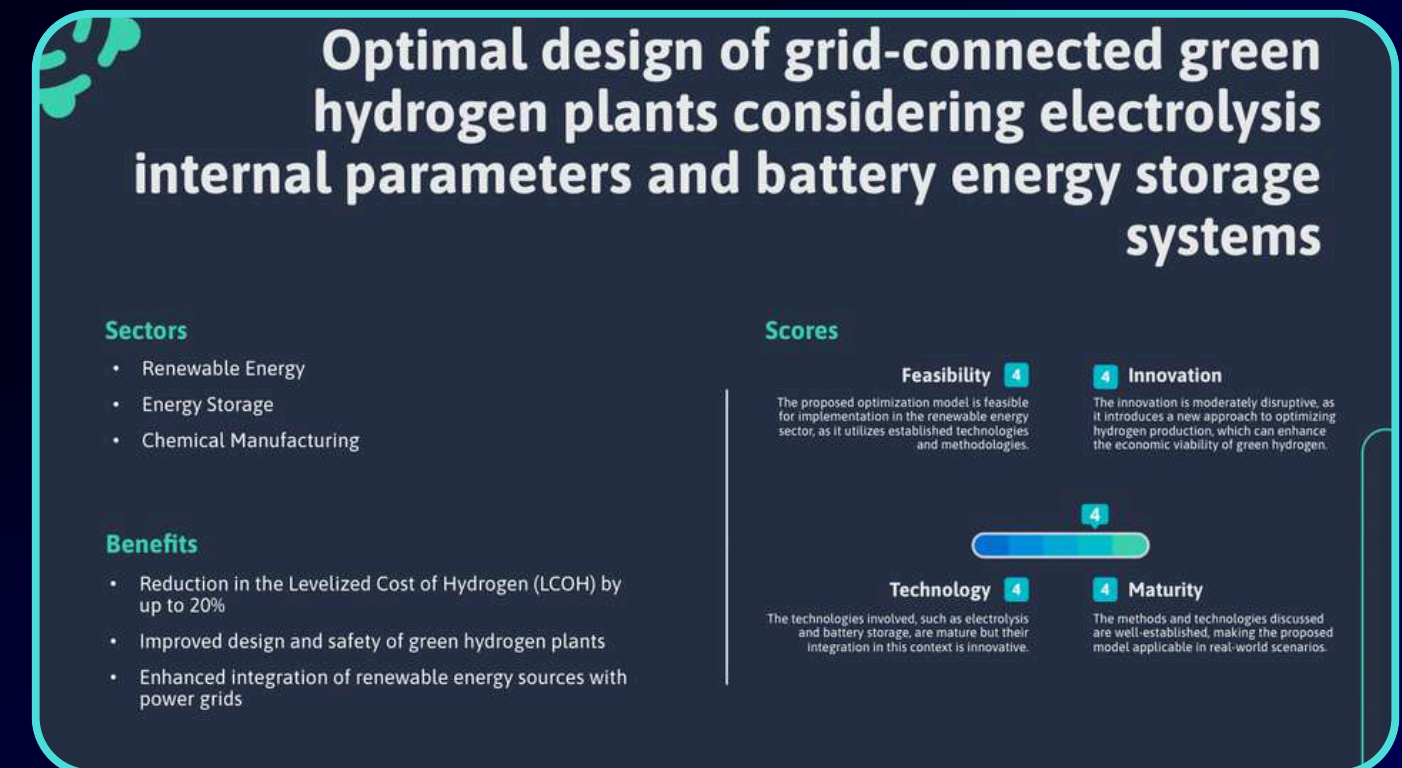 Optimal design of grid-connected green
hydrogen plants considering electrolysis
internal parameters and battery energy storage
systems
Sectors
• Renewable Energy
• Energy Storage
• Chemical Manufacturing
Benefits
• Reduction in the Levelized Cost of Hydrogen (LCOH) by
up to 20%
• Improved design and safety of green hydrogen plants
• Enhanced integration of renewable energy sources with
power grids
Scores
Feasibility 4
The proposed optimization model is feasible
for implementation in the renewable energy
sector, as it utilizes established technologies
and methodologies.
4 Innovation
The innovation is moderately disruptive, as
it introduces a new approach to optimizing
hydrogen production, which can enhance
the economic viability of green hydrogen.
4
Technology 4
The technologies involved, such as electrolysis
and battery storage, are mature but their
integration in this context is innovative.
4 Maturity
The methods and technologies discussed
are well-established, making the proposed
model applicable in real-world scenarios.